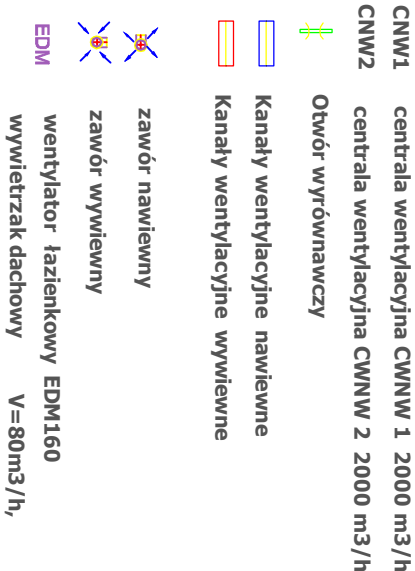 CNW1 centrala wentylacyjna CWNW 1 2000 m3/h
CNW2 centrala wentylacyjna CWNW 2 2000 m3/h
Otwór wyrównawczy
Kanały wentylacyjne nawiewne
Kanały wentylacyjne wywiewne
zawór nawiewny
zawór wywiewny
EDM wentylator łazienkowy EDM160
wywietrzak dachowy V=80m3/h,